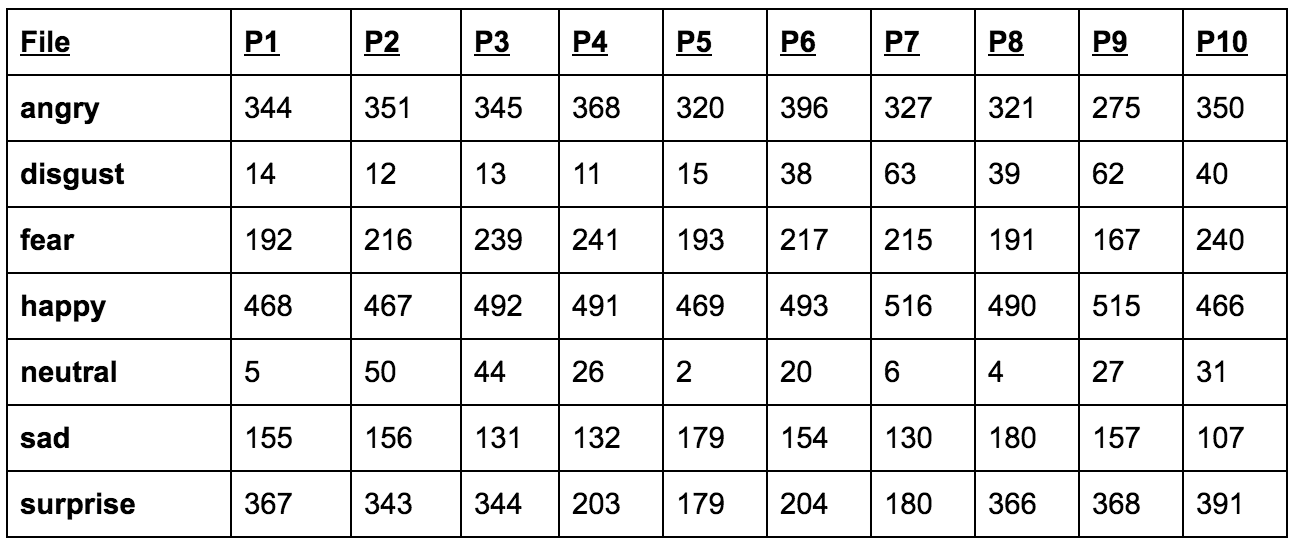 File P1 P2 P3 P4 P5 P6 P7 P8 P9 P10
angry 344 351 345 368 320 396 327 321 275 350
disgust 14 12 13 11 15 38 63 39 62 40
fear 192 216 239 241 193 217 215 191 167 240
happy 468 467 492 491 469 493 516 490 515 466
neutral 5 50 44 26 2 20 6 4 27 31
sad 155 156 131 132 179 154 130 180 157 107
surprise 367 343 344 203 179 204 180 366 368 391